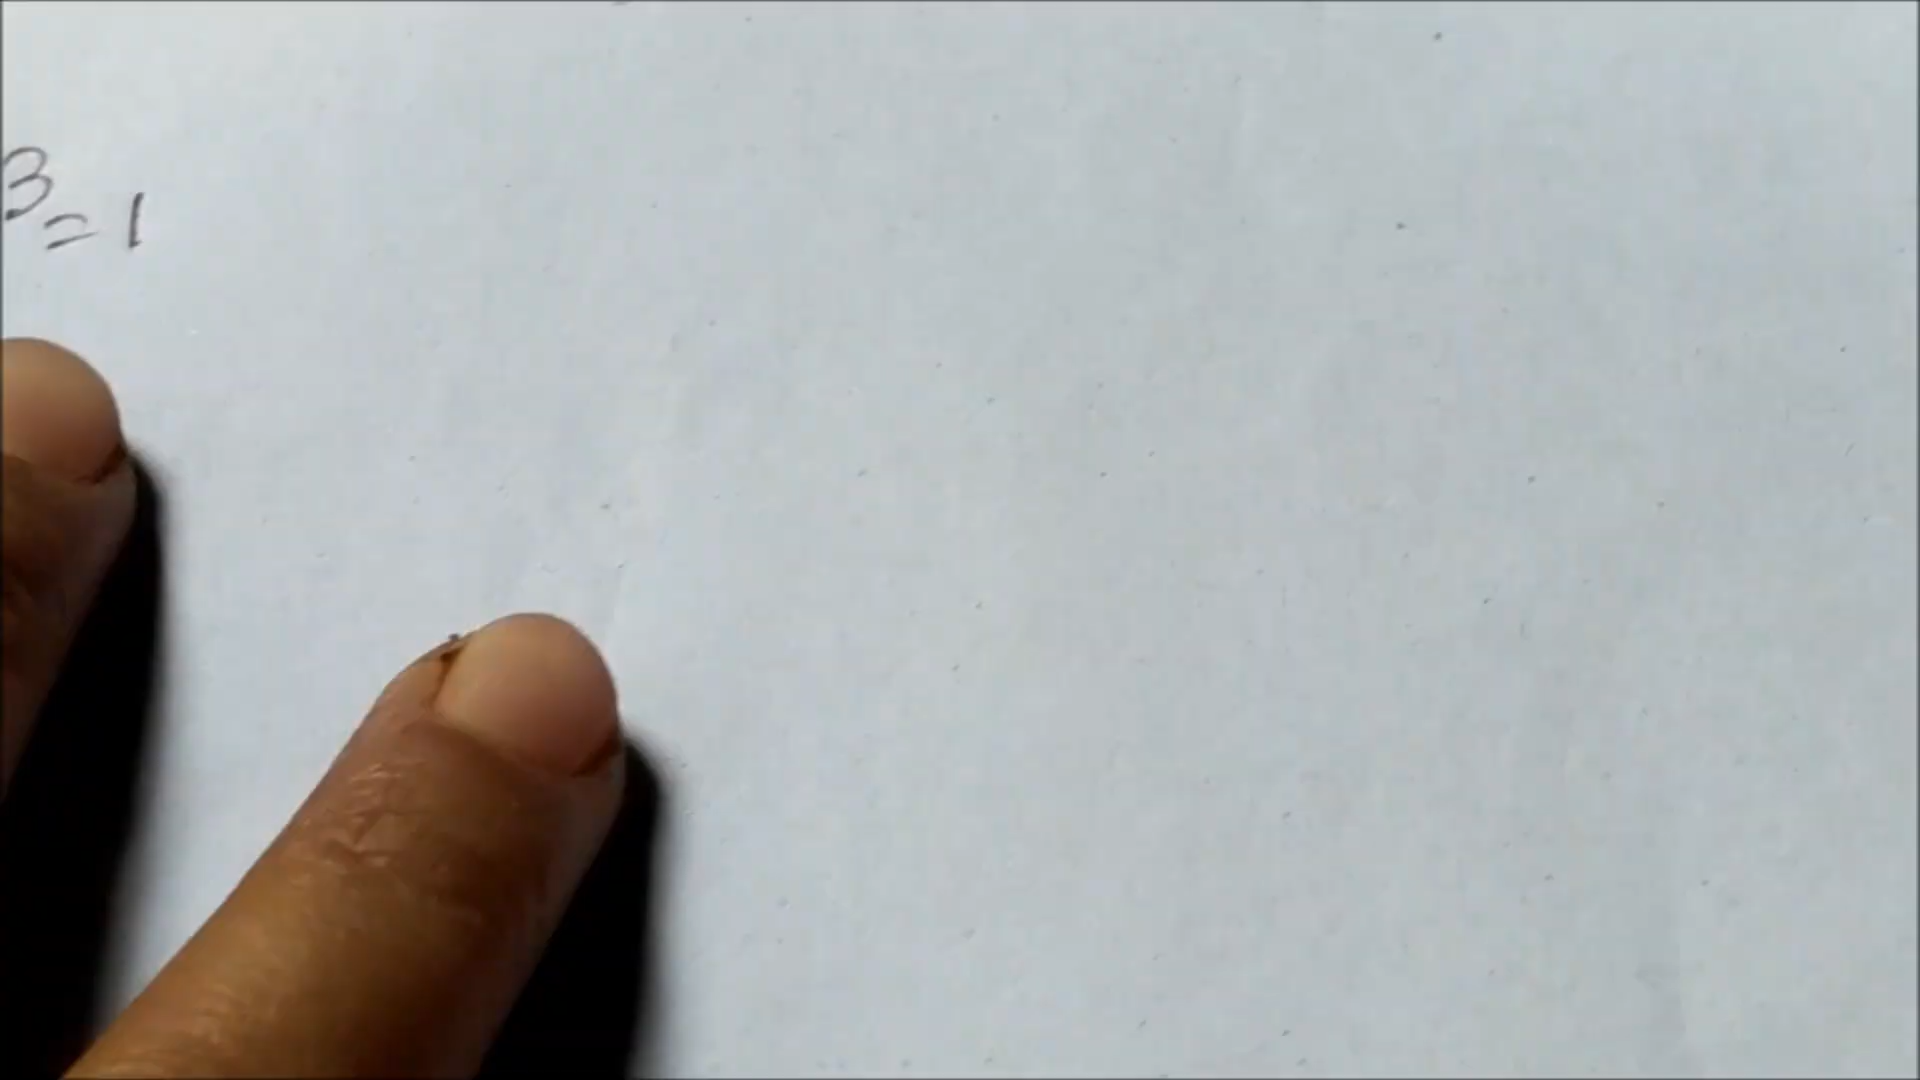 3 = 1